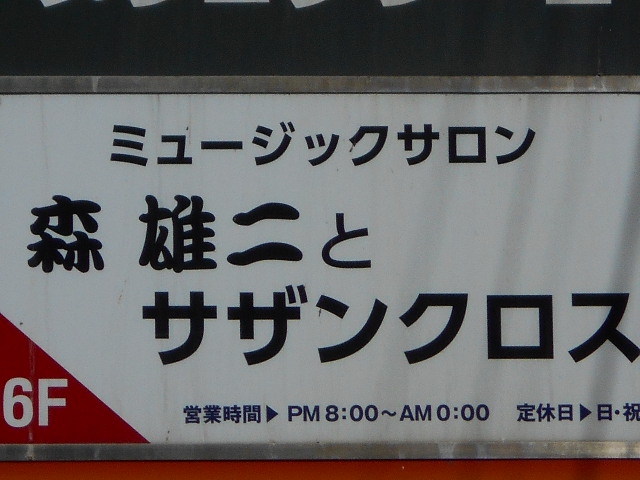 ミュージックサロン
森 雄二と
サザンクロス
6F
営業時間▶PM8:00〜AM0:00 定休日▶日・祝